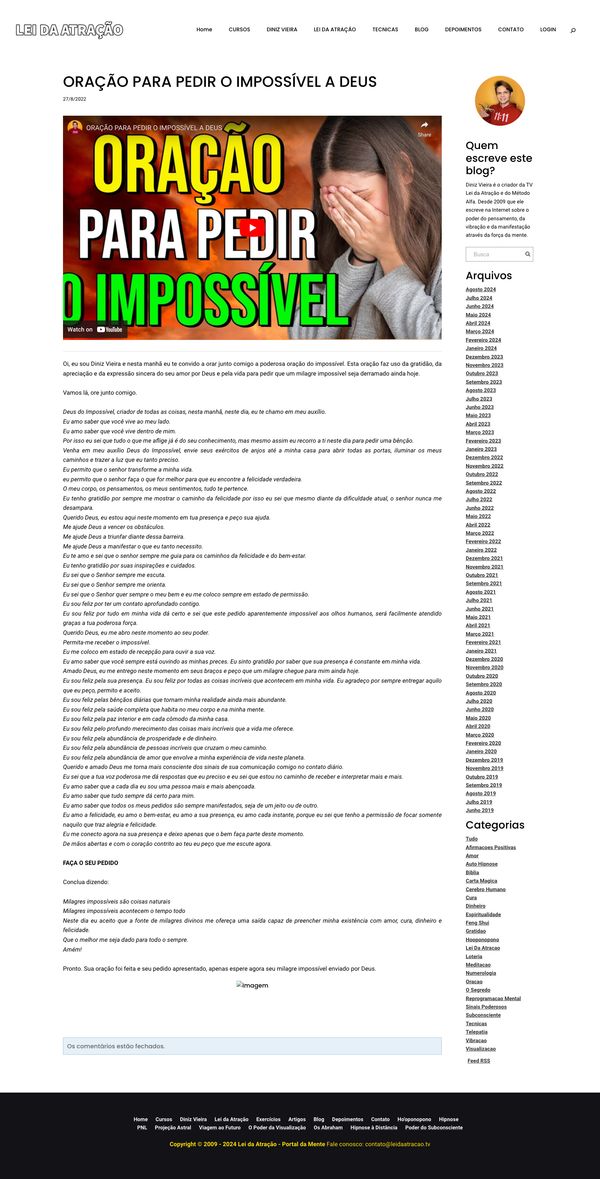 LEI DA ATRAÇÃO
Home CURSOS DINIZ VIEIRA LEI DA ATRAÇÃO TECNICAS BLOG DEPOIMENTOS CONTATO LOGIN
ORAÇÃO PARA PEDIR O IMPOSSÍVEL A DEUS
27/8/2022
ORAÇÃO PARA PEDIR O IMPOSSÍVEL A DEUS
Share
ORAÇÃO
PARA PEDIR
O IMPOSSÍVEL
Watch on YouTube
Oi, eu sou Diniz Vieira e nesta manhã eu te convido a orar junto comigo a poderosa oração do impossível. Esta oração faz uso da gratidão, da
apreciação e da expressão sincera do seu amor por Deus e pela vida para pedir que um milagre impossível seja derramado ainda hoje.
Vamos lá, ore junto comigo.
Deus do Impossível, criador de todas as coisas, nesta manhã, neste dia, eu te chamo em meu auxílio.
Eu amo saber que você vive ao meu lado.
Eu amo saber que você vive dentro de mim.
Por isso eu sei que tudo o que me aflige já é do seu conhecimento, mas mesmo assim eu recorro a ti neste dia para pedir uma bênção.
Venha em meu auxílio Deus do Impossível, envie seus exércitos de anjos até a minha casa para abrir todas as portas, iluminar os meus
caminhos e trazer a luz que eu tanto preciso.
Eu permito que o senhor transforme a minha vida.
eu permito que o senhor faça o que for melhor para que eu encontre a felicidade verdadeira.
O meu corpo, os pensamentos, os meus sentimentos, tudo te pertence.
Eu tenho gratidão por sempre me mostrar o caminho da felicidade por isso eu sei que mesmo diante da dificuldade atual, o senhor nunca me
desampara.
Querido Deus, eu estou aqui neste momento em tua presença e peço sua ajuda.
Me ajude Deus a vencer os obstáculos.
Me ajude Deus a triunfar diante dessa barreira.
Me ajude Deus a manifestar o que eu tanto necessito.
Eu te amo e sei que o senhor sempre me guia para os caminhos da felicidade e do bem-estar.
Eu tenho gratidão por suas inspirações e cuidados.
Eu sei que o Senhor sempre me escuta.
Eu sei que o Senhor sempre me orienta.
Eu sei que o Senhor quer sempre o meu bem e eu me coloco sempre em estado de permissão.
Eu sou feliz por ter um contato aprofundado contigo.
Eu sou feliz por tudo em minha vida dá certo e sei que este pedido aparentemente impossível aos olhos humanos, será facilmente atendido
graças a tua poderosa força.
Querido Deus, eu me abro neste momento ao seu poder.
Permita-me receber o impossível.
Eu me coloco em estado de recepção para ouvir a sua voz.
Eu amo saber que você sempre está ouvindo as minhas preces. Eu sinto gratidão por saber que sua presença é constante em minha vida.
Amado Deus, eu me entrego neste momento em seus braços e peço que um milagre chegue para mim ainda hoje.
Eu sou feliz pela sua presença. Eu sou feliz por todas as coisas incríveis que acontecem em minha vida. Eu agradeço por sempre entregar aquilo
que eu peço, permito e aceito.
Eu sou feliz pelas bênçãos diárias que tornam minha realidade ainda mais abundante.
Eu sou feliz pela saúde completa que habita no meu corpo e na minha mente.
Eu sou feliz pela paz interior e em cada cômodo da minha casa.
Eu sou feliz pelo profundo merecimento das coisas mais incríveis que a vida me oferece.
Eu sou feliz pela abundância de prosperidade e de dinheiro.
Eu sou feliz pela abundância de pessoas incríveis que cruzam o meu caminho.
Eu sou feliz pela abundância de amor que envolve a minha experiência de vida neste planeta.
Querido e amado Deus me torna mais consciente dos sinais de sua comunicação comigo no contato diário.
Eu sei que a tua voz poderosa me dá respostas que eu preciso e eu sei que estou no caminho de receber e interpretar mais e mais.
Eu amo saber que a cada dia eu sou uma pessoa mais e mais abençoada.
Eu amo saber que tudo sempre dá certo para mim.
Eu amo saber que todos os meus pedidos são sempre manifestados, seja de um jeito ou de outro.
Eu amo a felicidade, eu amo o bem-estar, eu amo a sua presença, eu amo cada instante, porque eu sei que tenho a permissão de focar somente
naquilo que traz alegria e felicidade.
Eu me conecto agora na sua presença e deixo apenas que o bem faça parte deste momento.
De mãos abertas e com o coração contrito ao teu eu peço que me escute agora.
FAÇA O SEU PEDIDO
Conclua dizendo:
Milagres impossíveis são coisas naturais
Milagres impossíveis acontecem o tempo todo
Neste dia eu aceito que a fonte de milagres divinos me ofereça uma saída capaz de preencher minha existência com amor, cura, dinheiro e
felicidade.
Que o melhor me seja dado para todo o sempre.
Amém!
Pronto. Sua oração foi feita e seu pedido apresentado, apenas espere agora seu milagre impossível enviado por Deus.
Imagem
Os comentários estão fechados.
11:11
Quem
escreve este
blog?
Diniz Vieira é o criador da TV
Lei da Atração e do Método
Alfa. Desde 2009 que ele
escreve na Internet sobre o
poder do pensamento, da
vibração e da manifestação
através da força da mente.
Busca
Arquivos
Agosto 2024
Julho 2024
Junho 2024
Maio 2024
Abril 2024
Março 2024
Fevereiro 2024
Janeiro 2024
Dezembro 2023
Novembro 2023
Outubro 2023
Setembro 2023
Agosto 2023
Julho 2023
Junho 2023
Maio 2023
Abril 2023
Março 2023
Fevereiro 2023
Janeiro 2023
Dezembro 2022
Novembro 2022
Outubro 2022
Setembro 2022
Agosto 2022
Julho 2022
Junho 2022
Maio 2022
Abril 2022
Março 2022
Fevereiro 2022
Janeiro 2022
Dezembro 2021
Novembro 2021
Outubro 2021
Setembro 2021
Agosto 2021
Julho 2021
Junho 2021
Maio 2021
Abril 2021
Março 2021
Fevereiro 2021
Janeiro 2021
Dezembro 2020
Novembro 2020
Outubro 2020
Setembro 2020
Agosto 2020
Julho 2020
Junho 2020
Maio 2020
Abril 2020
Março 2020
Fevereiro 2020
Janeiro 2020
Dezembro 2019
Novembro 2019
Outubro 2019
Setembro 2019
Agosto 2019
Julho 2019
Junho 2019
Categorias
Tudo
Afirmacoes Positivas
Amor
Auto Hipnose
Biblia
Carta Magica
Cerebro Humano
Cura
Dinheiro
Espiritualidade
Feng Shui
Gratidao
Hooponopono
Lei Da Atracao
Loteria
Meditacao
Numerologia
Oracao
O Segredo
Reprogramacao Mental
Sinais Poderosos
Subconsciente
Tecnicas
Telepatia
Vibracao
Visualizacao
Feed RSS
Home Cursos Diniz Vieira Lei da Atração Exercícios Artigos Blog Depoimentos Contato Ho'oponopono Hipnose
PNL Projeção Astral Viagem ao Futuro O Poder da Visualização Os Abraham Hipnose à Distância Poder do Subconsciente
Copyright © 2009 - 2024 Lei da Atração - Portal da Mente Fale conosco: contato@leidaatracao.tv